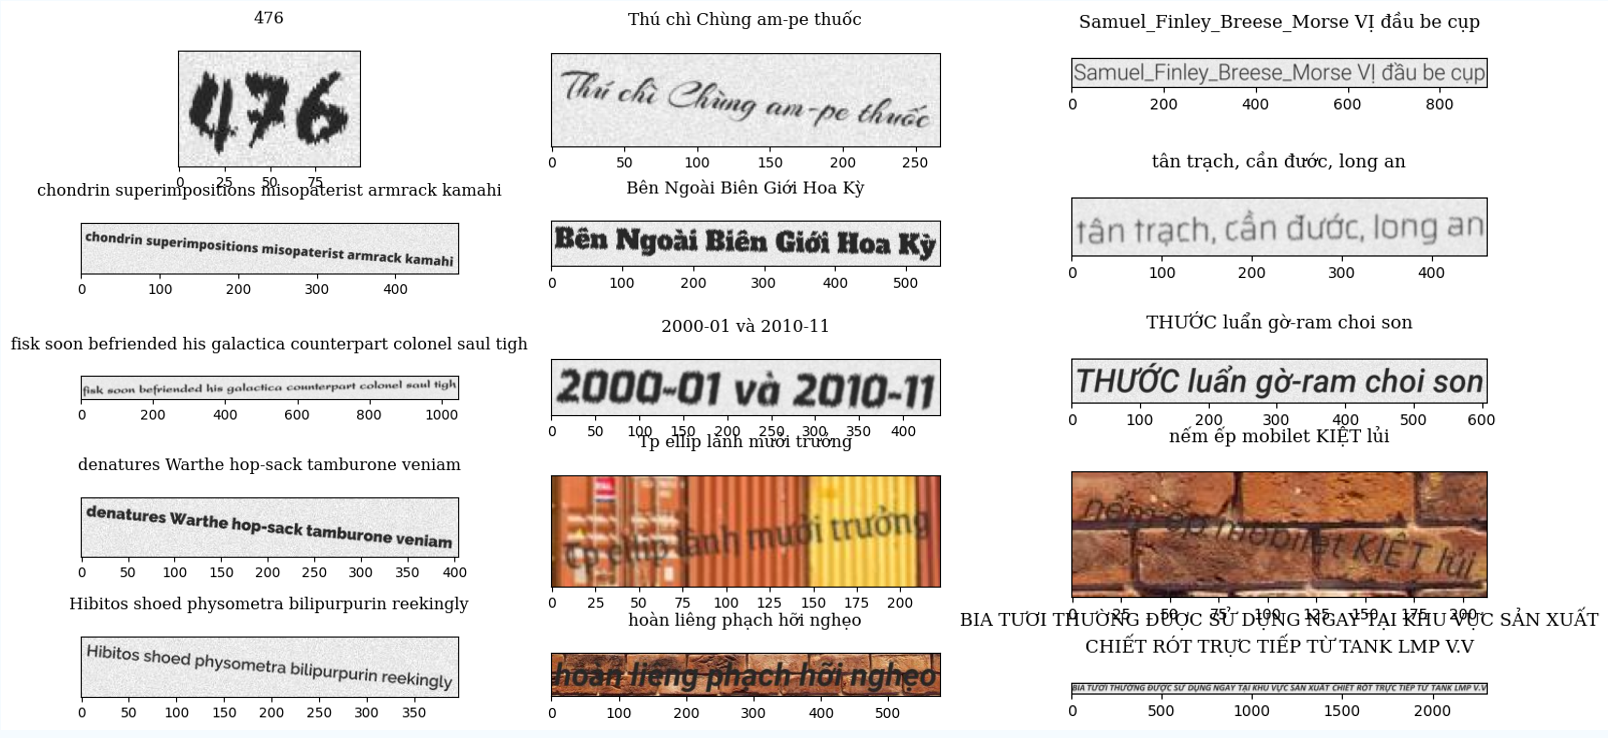 476
476
0 25 50 75
chondrin superimpositions misopaterist armrack kamahi
chondrin superimpositions misopaterist armrack kamahi
0 100 200 300 400
fisk soon befriended his galactica counterpart colonel saul tigh
fisk soon befriended his galactica counterpart colonel saul tigh
0 200 400 600 800 1000
denatures Warthe hop-sack tamburone veniam
denatures Warthe hop-sack tamburone veniam
0 50 100 150 200 250 300 350 400
Hibitos shoed physometra bilipurpurin reekingly
Hibitos shoed physometra bilipurpurin reekingly
0 50 100 150 200 250 300 350
Thú chì Chùng am-pe thuốc
Thú chì Chùng am-pe thuốc
0 50 100 150 200 250
Bên Ngoài Biên Giới Hoa Kỳ
Bên Ngoài Biên Giới Hoa Kỳ
0 100 200 300 400 500
2000-01 và 2010-11
2000-01 và 2010-11
0 50 100 150 200 250 300 350 400
Tp ellip lành mười trưởng
Tp ellip lành mười trưởng
0 25 50 75 100 125 150 175 200
hoàn liêng phạch hỡi nghẹo
hoàn liêng phạch hỡi nghẹo
0 100 200 300 400 500
Samuel_Finley_Breese_Morse VỊ đầu be cụp
Samuel_Finley_Breese_Morse VỊ đầu be cụp
0 200 400 600 800
tân trạch, cần đước, long an
tân trạch, cần đước, long an
0 100 200 300 400
THƯỚC luẩn gờ-ram choi son
THƯỚC luẩn gờ-ram choi son
0 100 200 300 400 500 600
nếm ếp mobilet KIỆT lủi
nếm ếp mobilet KIỆT lủi
0 25 50 75 100 125 150 175 200
BIA TƯƠI THƯỜNG ĐƯỢC SỬ DỤNG NGAY TẠI KHU VỰC SẢN XUẤT
CHIẾT RÓT TRỰC TIẾP TỪ TANK LMP V.V
BIA TƯƠI THƯỜNG ĐƯỢC SỬ DỤNG NGAY TẠI KHU VỰC SẢN XUẤT CHIẾT RÓT TRỰC TIẾP TỪ TANK LMP V.V
0 500 1000 1500 2000